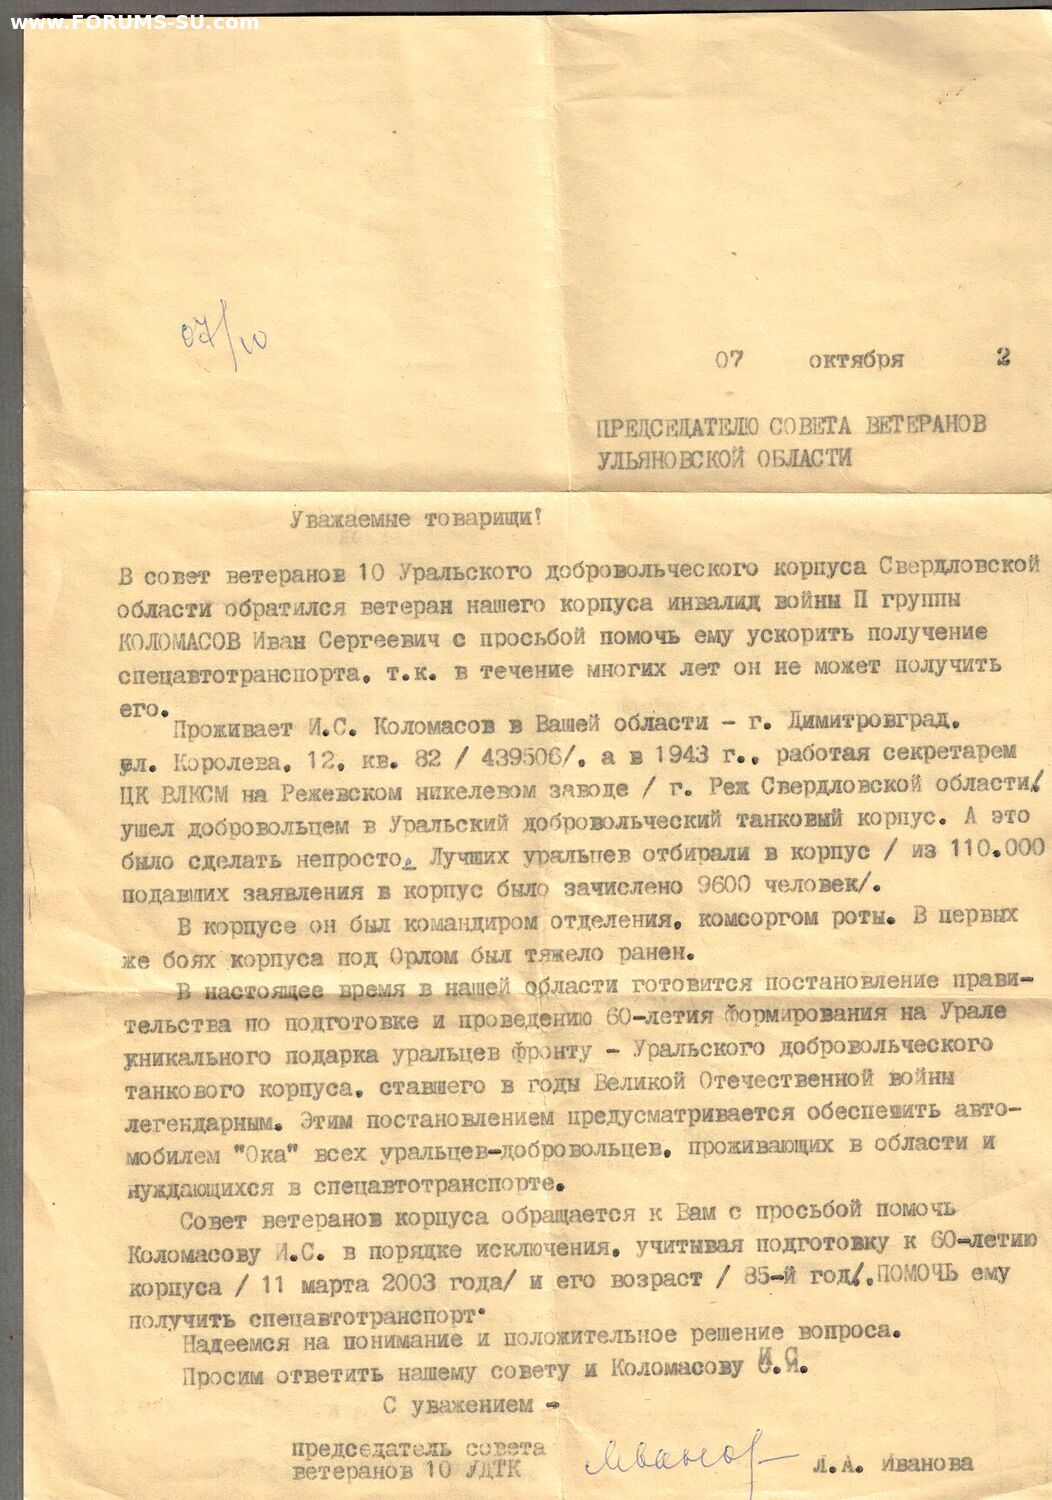 www.FORUMS-SU.com
07/10
07 октября 2
ПРЕДСЕДАТЕЛЮ СОВЕТА ВЕТЕРАНОВ
УЛЬЯНОВСКОЙ ОБЛАСТИ
Уважаемые товарищи!
В совет ветеранов 10 Уральского добровольческого корпуса Свердловской
области обратился ветеран нашего корпуса инвалид войны П группы
КОЛОМАСОВ Иван Сергеевич с просьбой помочь ему ускорить получение
спецавтотранспорта, т.к. в течение многих лет он не может получить
его.
Проживает И.С. Коломасов в Вашей области - г. Димитровград,
ул. Королева, 12, кв. 82 / 439506/, а в 1943 г., работая секретарем
ЦК ВЛКСМ на Режевском никелевом заводе / г. Реж Свердловской области/
ушел добровольцем в Уральский добровольческий танковый корпус. А это
было сделать непросто. Лучших уральцев отбирали в корпус / из 110.000
подавших заявления в корпус было зачислено 9600 человек/.
В корпусе он был командиром отделения, комсоргом роты. В первых
же боях корпуса под Орлом был тяжело ранен.
В настоящее время в нашей области готовится постановление прави-
тельства по подготовке и проведению 60-летия Формирования на Урале
уникального подарка уральцев Фронту - Уральского добровольческого
танкового корпуса, ставшего в годы Великой Отечественной войны
легендарным. Этим постановлением предусматривается обеспечить авто-
мобилем "Ока" всех уральцев-добровольцев, проживающих в области и
нуждающихся в спецавтотранспорте.
Совет ветеранов корпуса обращается к Вам с просьбой помочь
Коломасову И.С. в порядке исключения, учитывая подготовку к 60-летию
корпуса / 11 марта 2003 года/ и его возраст / 85-й год/,ПОМОЧЬ ему
получить спецавтотранспорт.
Надеемся на понимание и положительное решение вопроса.
Просим ответить нашему совету и Коломасову И.С.
С уважением -
председатель совета
ветеранов 10 УДТК Иванов Л.А. Иванова